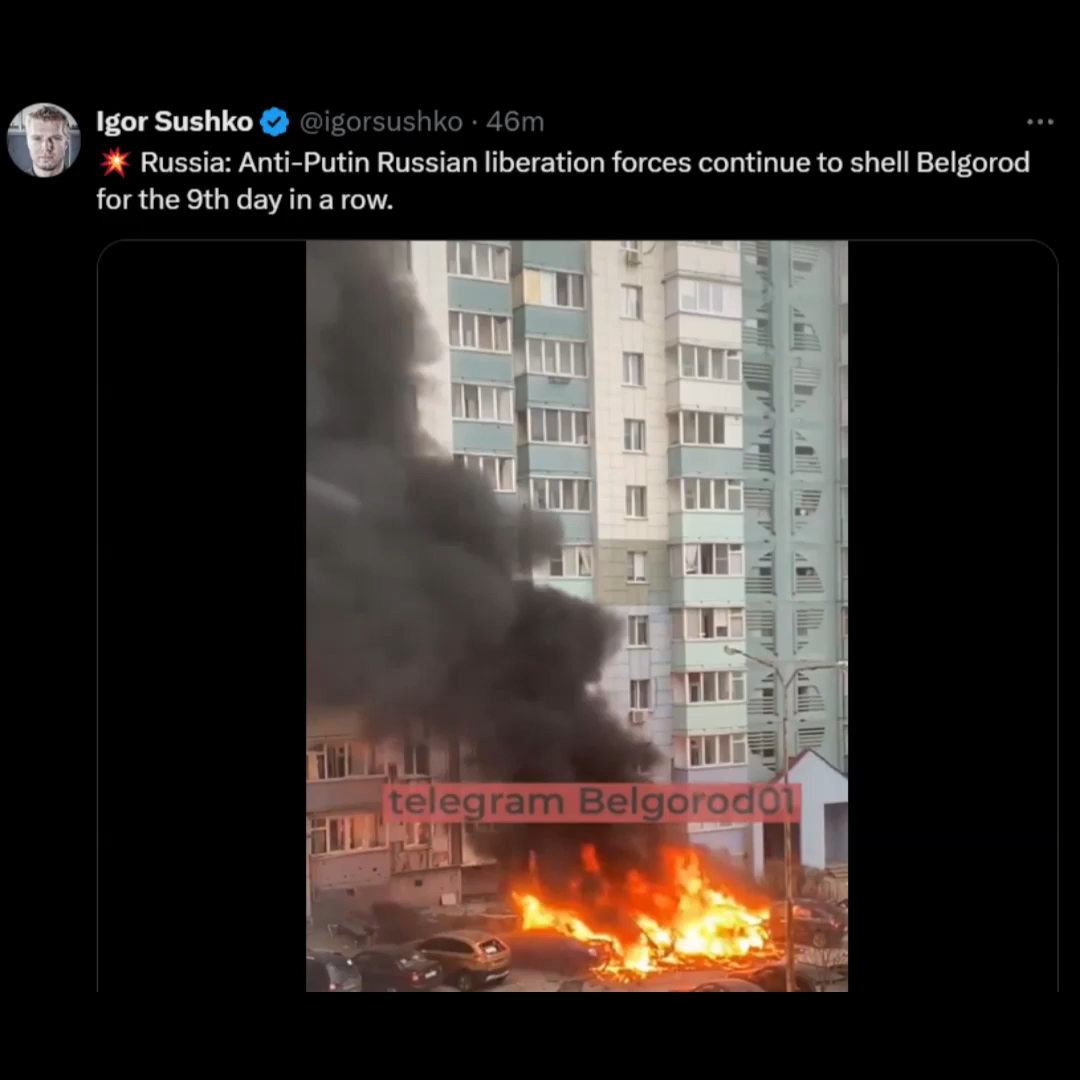 Igor Sushko @igorsushko · 46m
💥 Russia: Anti-Putin Russian liberation forces continue to shell Belgorod
for the 9th day in a row.
telegram Belgorod01